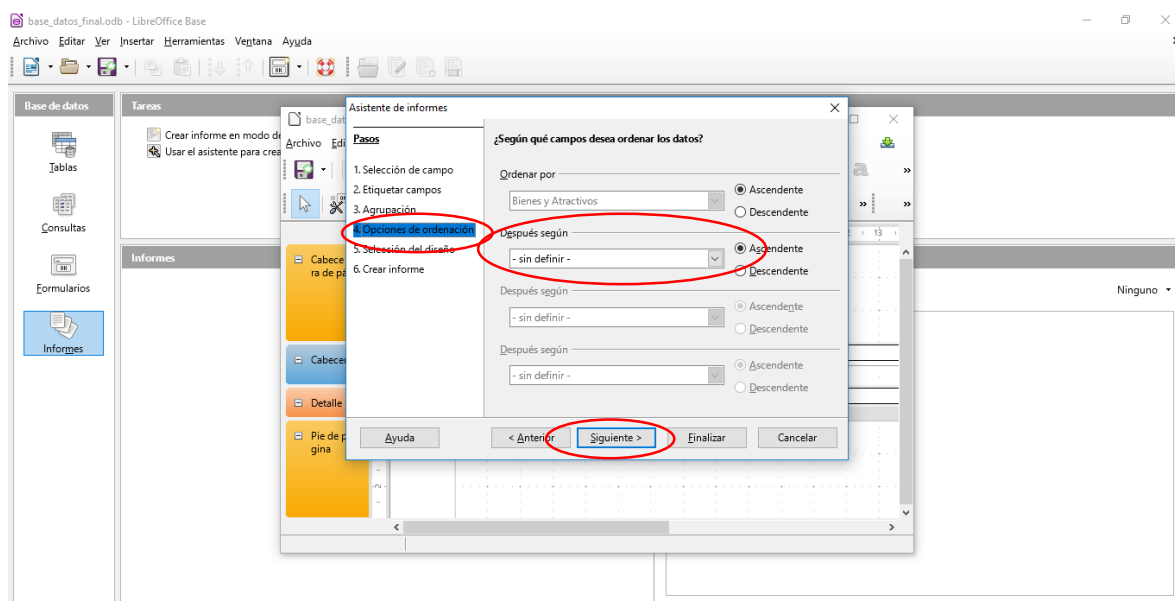 base_datos_final.odb - LibreOffice Base
Archivo Editar Ver Insertar Herramientas Ventana Ayuda
Base de datos
Tablas
Consultas
Formularios
Informes
Tareas
Crear informe en modo de
Usar el asistente para crea
Informes
Ninguno
base_dat
Archivo Edi
Cabece
ra de pá
Cabecer
Detalle
Pie de p
gina
13
2
Asistente de informes
Pasos
1. Selección de campo
2. Etiquetar campos
3. Agrupación
4. Opciones de ordenación
5. Selección del diseño
6. Crear informe
¿Según qué campos desea ordenar los datos?
Ordenar por
Bienes y Atractivos
Ascendente
Descendente
Después según
- sin definir -
Ascendente
Descendente
Después según
- sin definir -
Ascendente
Descendente
Después según
- sin definir -
Ascendente
Descendente
Ayuda
< Anterior
Siguiente >
Finalizar
Cancelar